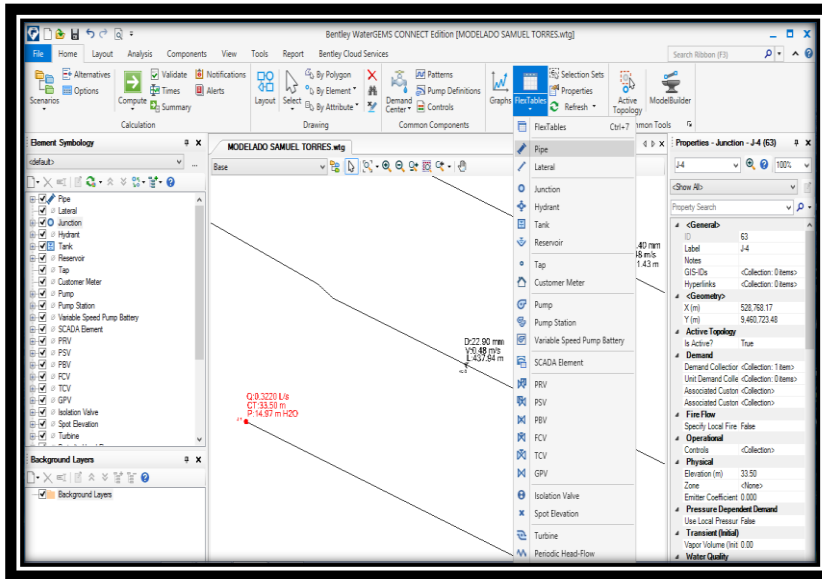 Bentley WaterGEMS CONNECT Edition [MODELADO SAMUEL TORRES.wtg]
File Home Layout Analysis Components View Tools Report Bentley Cloud Services
Search Ribbon (F3)
Scenarios
Alternatives
Options
Compute
Validate
Times
Summary
Notifications
Alerts
Calculation
Layout
Select
By Polygon
By Element
By Attribute
Drawing
Demand Center
Patterns
Pump Definitions
Controls
Common Components
Graphs
FlexTables
Selection Sets
Properties
Refresh
Active Topology
ModelBuilder
Element Symbology
<default>
Pipe
Lateral
Junction
Hydrant
Tank
Reservoir
Tap
Customer Meter
Pump
Pump Station
Variable Speed Pump Battery
SCADA Element
PRV
PSV
PBV
FCV
TCV
GPV
Isolation Valve
Spot Elevation
Turbine
Background Layers
Background Layers
MODELADO SAMUEL TORRES.wtg
Base
D:22.90 mm
V:0.48 m/s
L:437.94 m
Q:0.3220 L/s
CT:33.50 m
P:14.97 m H2O
.40 mm
1.43 m
FlexTables Ctrl+7
Pipe
Lateral
Junction
Hydrant
Tank
Reservoir
Tap
Customer Meter
Pump
Pump Station
Variable Speed Pump Battery
SCADA Element
PRV
PSV
PBV
FCV
TCV
GPV
Isolation Valve
Spot Elevation
Turbine
Periodic Head-Flow
Properties - Junction - J-4 (63)
J-4 100%
<Show All>
Property Search
<General>
ID 63
Label J-4
Notes
GIS-IDs <Collection: 0 items>
Hyperlinks <Collection: 0 items>
<Geometry>
X (m) 528,768.17
Y (m) 9,460,723.48
Active Topology
Is Active? True
Demand
Demand Collection <Collection: 1 item>
Unit Demand Colle <Collection: 0 items>
Associated Custon <Collection>
Associated Custon <Collection>
Fire Flow
Specify Local Fire False
Operational
Controls <Collection>
Physical
Elevation (m) 33.50
Zone <None>
Emitter Coefficient 0.000
Pressure Dependent Demand
Use Local Pressur False
Transient (Initial)
Vapor Volume (Init 0.00
Water Quality